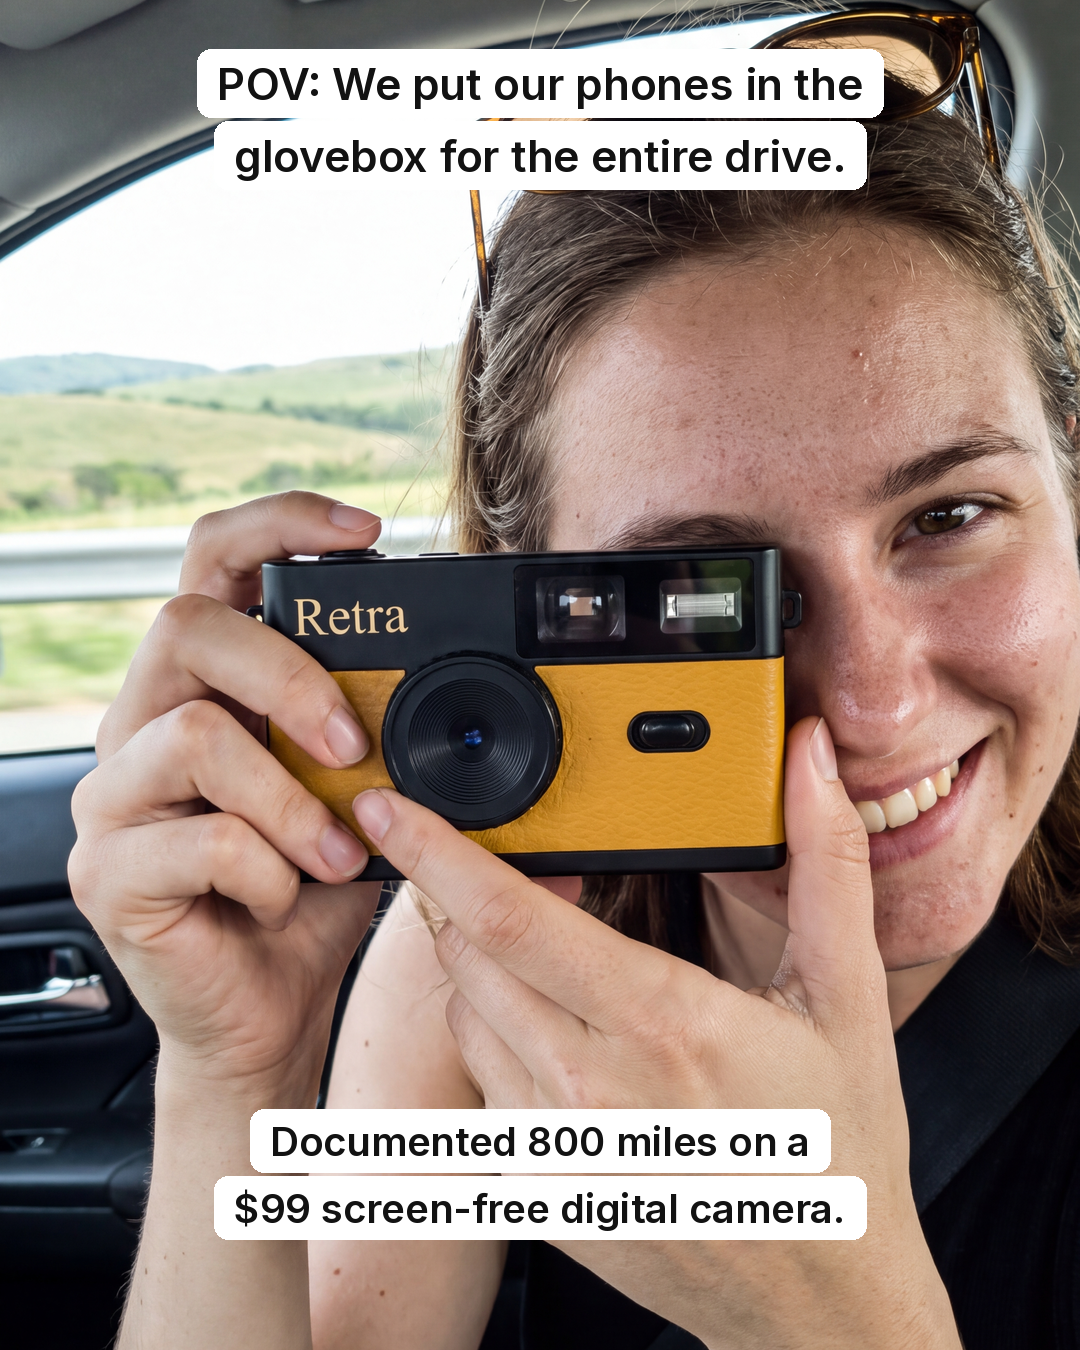 POV: We put our phones in the
glovebox for the entire drive.
Retra
Documented 800 miles on a
$99 screen-free digital camera.